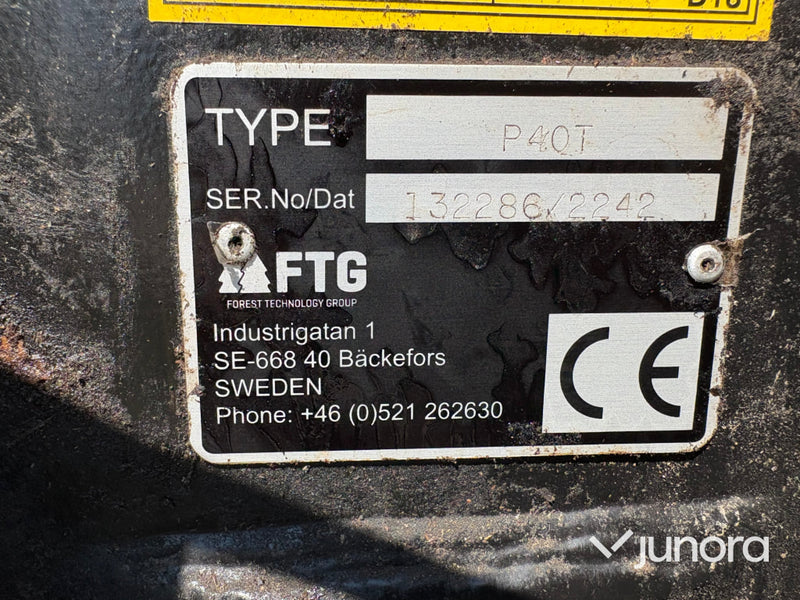 TYPE P40T
SER.No/Dat 132286/2242
FTG
FOREST TECHNOLOGY GROUP
Industrigatan 1
SE-668 40 Bäckefors
SWEDEN
Phone: +46 (0)521 262630
CE
junora